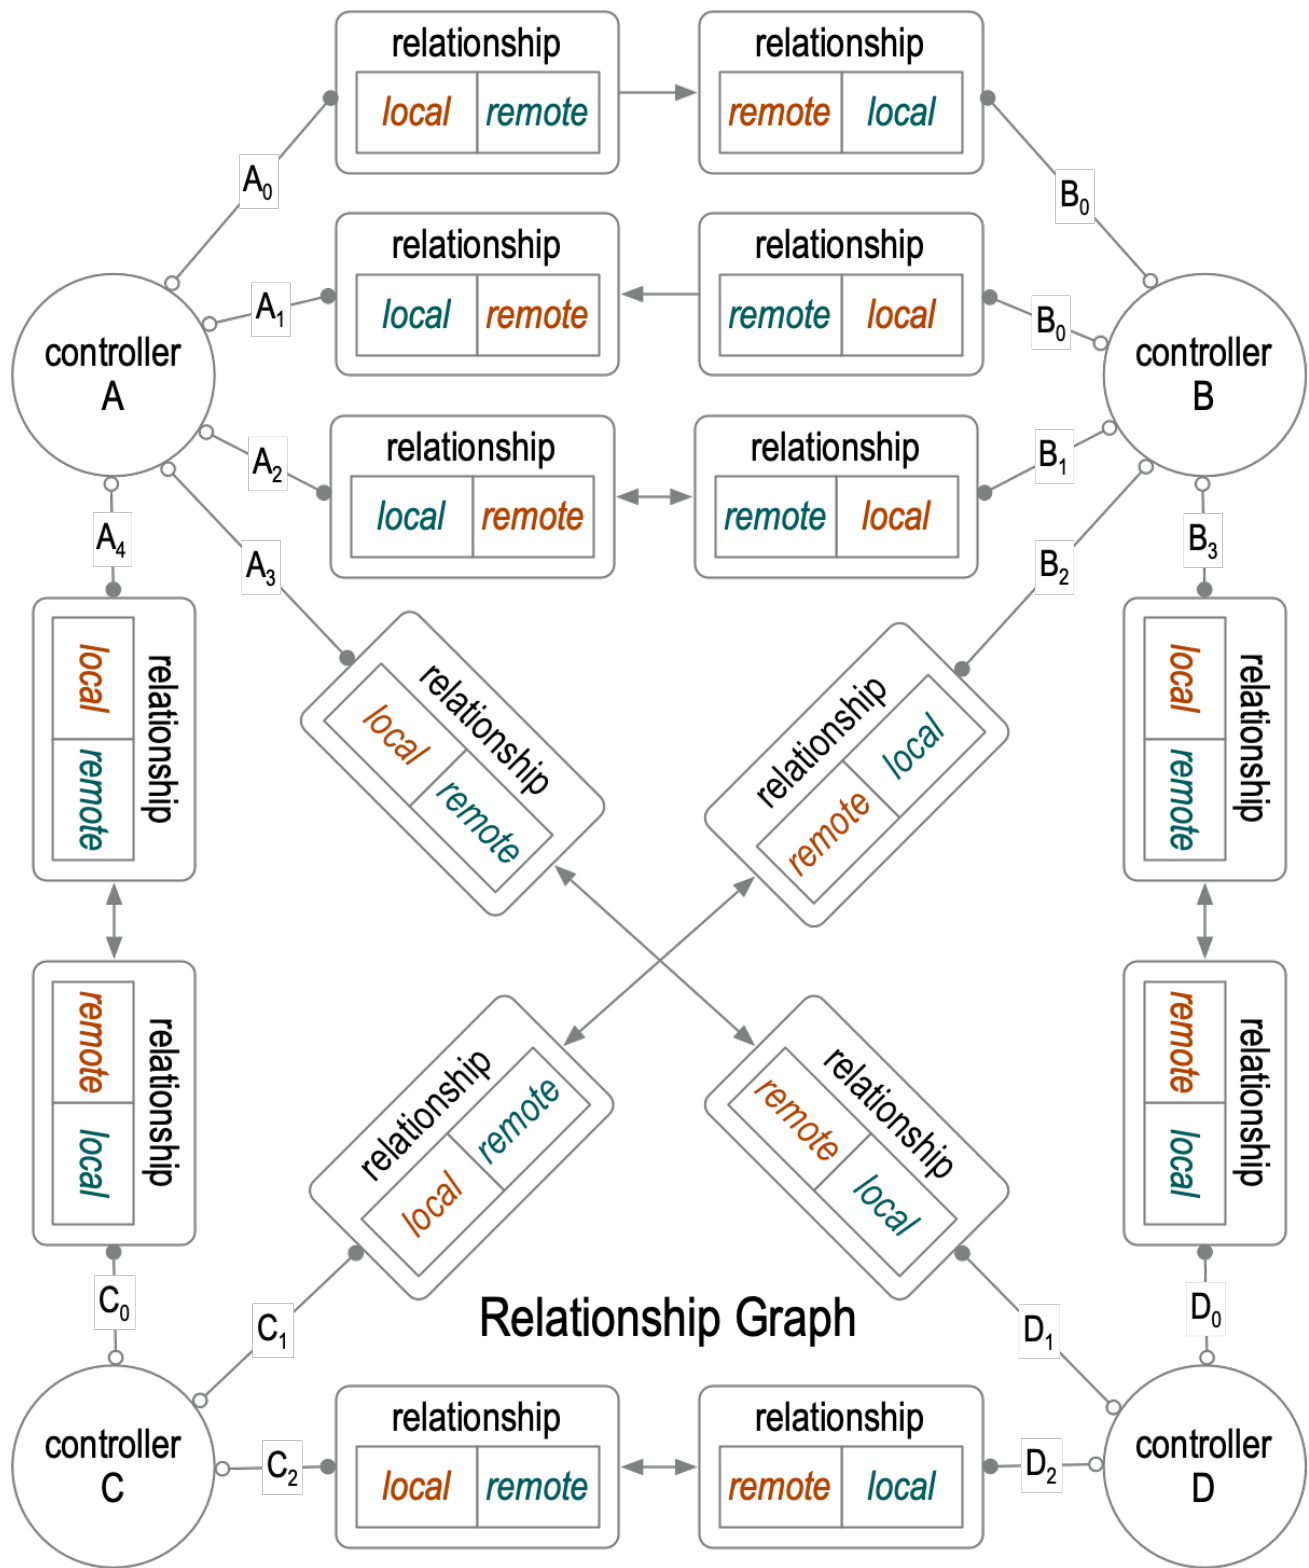 relationship
local remote
relationship
remote local
A₀
B₀
relationship
local remote
relationship
remote local
A₁
B₀
controller
A
controller
B
relationship
local remote
relationship
remote local
A₂
B₁
A₄
A₃
B₂
B₃
relationship
local remote
relationship
local remote
relationship
remote local
relationship
local remote
relationship
remote local
relationship
local remote
relationship
remote local
relationship
remote local
C₀
C₁
Relationship Graph
D₁
D₀
controller
C
C₂
relationship
local remote
relationship
remote local
D₂
controller
D